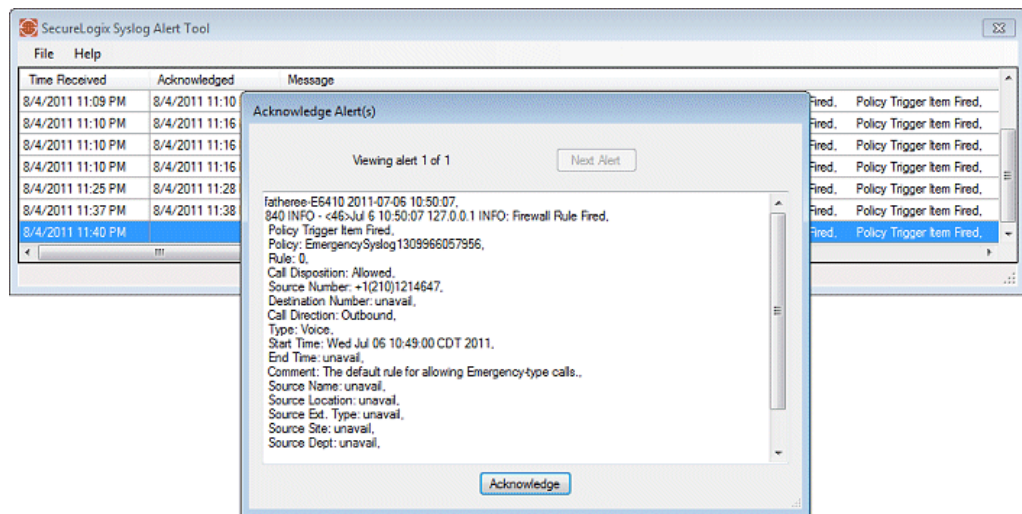 SecureLogix Syslog Alert Tool
File Help
Time Received Acknowledged Message
8/4/2011 11:09 PM 8/4/2011 11:10 Fired, Policy Trigger Item Fired,
8/4/2011 11:10 PM 8/4/2011 11:16 Fired, Policy Trigger Item Fired,
8/4/2011 11:10 PM 8/4/2011 11:16 Fired, Policy Trigger Item Fired,
8/4/2011 11:10 PM 8/4/2011 11:16 Fired, Policy Trigger Item Fired,
8/4/2011 11:25 PM 8/4/2011 11:28 Fired, Policy Trigger Item Fired,
8/4/2011 11:37 PM 8/4/2011 11:38 Fired, Policy Trigger Item Fired,
8/4/2011 11:40 PM Fired, Policy Trigger Item Fired,
Acknowledge Alert(s)
Viewing alert 1 of 1 Next Alert
fatheree-E6410 2011-07-06 10:50:07,
840 INFO - <46>Jul 6 10:50:07 127.0.0.1 INFO: Firewall Rule Fired,
Policy Trigger Item Fired,
Policy: EmergencySyslog1309966057956,
Rule: 0,
Call Disposition: Allowed,
Source Number: +1(210)1214647,
Destination Number: unavail,
Call Direction: Outbound,
Type: Voice,
Start Time: Wed Jul 06 10:49:00 CDT 2011,
End Time: unavail,
Comment: The default rule for allowing Emergency-type calls.,
Source Name: unavail,
Source Location: unavail,
Source Ext. Type: unavail,
Source Site: unavail,
Source Dept: unavail,
Acknowledge